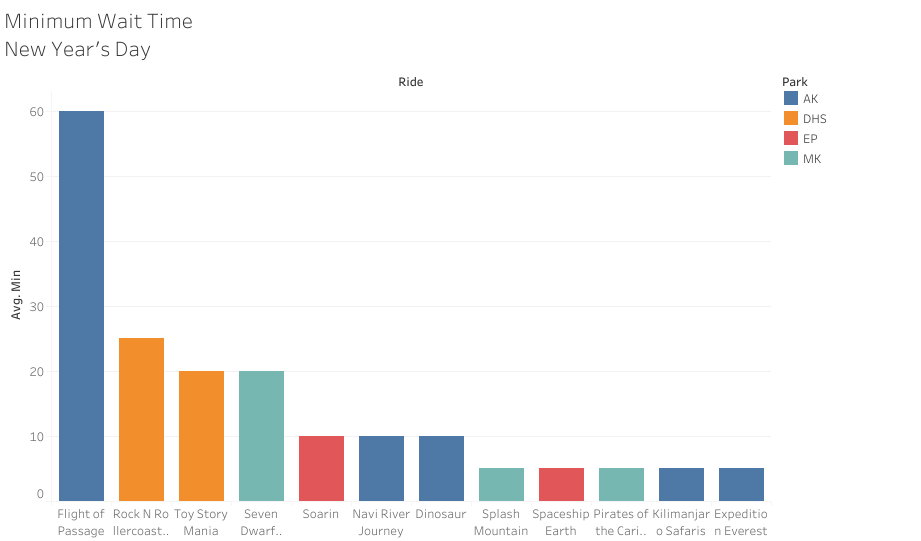 Minimum Wait Time
New Year's Day
Ride
Park
AK
DHS
EP
MK
Avg. Min
60
50
40
30
20
10
0
Flight of
Passage
Rock N Ro
llercoast..
Toy Story
Mania
Seven
Dwarf..
Soarin
Navi River
Journey
Dinosaur
Splash
Mountain
Spaceship
Earth
Pirates of
the Cari..
Kilimanjar
o Safaris
Expeditio
n Everest